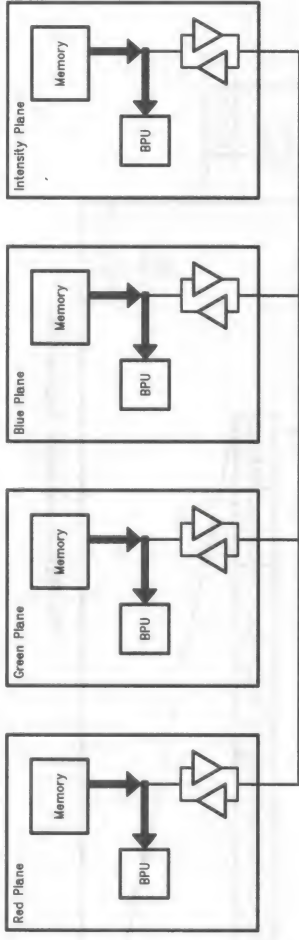 Red Plane
Memory
BPU
Green Plane
Memory
BPU
Blue Plane
Memory
BPU
Intensity Plane
Memory
BPU